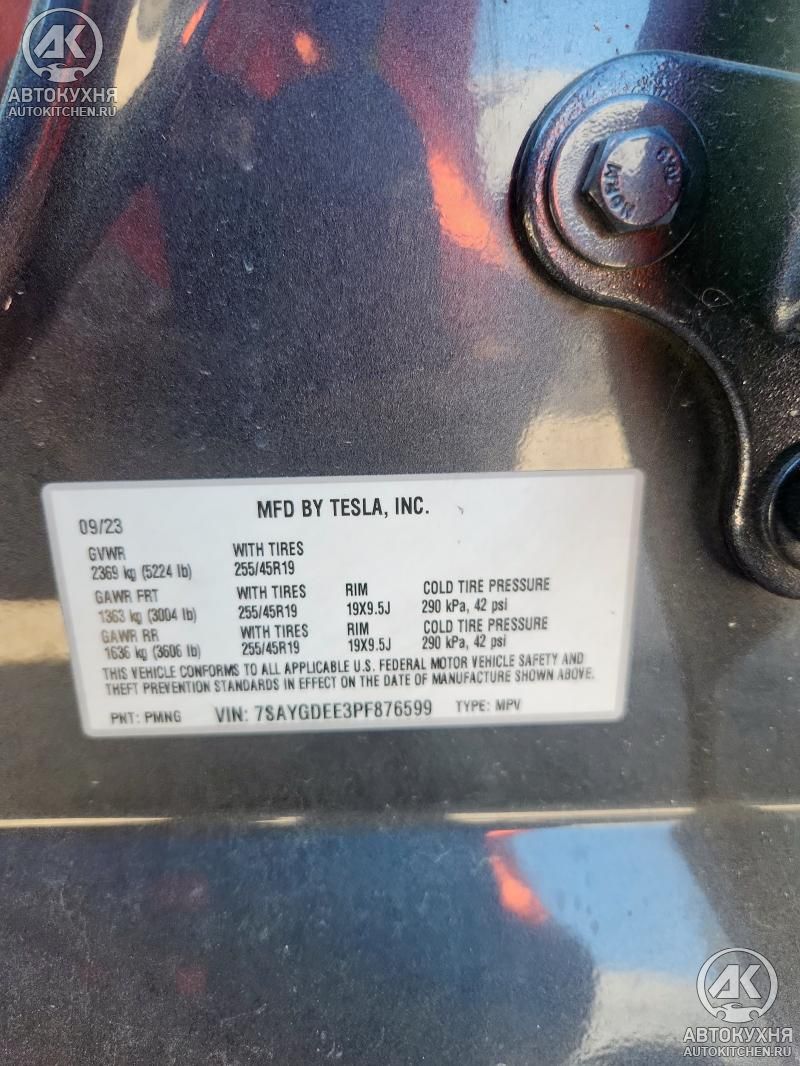 АК
АВТОКУХНЯ
AUTOKITCHEN.RU
MFD BY TESLA, INC.
09/23
GVWR WITH TIRES
2369 kg (5224 lb) 255/45R19
GAWR FRT WITH TIRES RIM COLD TIRE PRESSURE
1363 kg (3004 lb) 255/45R19 19X9.5J 290 kPa, 42 psi
GAWR RR WITH TIRES RIM COLD TIRE PRESSURE
1636 kg (3606 lb) 255/45R19 19X9.5J 290 kPa, 42 psi
THIS VEHICLE CONFORMS TO ALL APPLICABLE U.S. FEDERAL MOTOR VEHICLE SAFETY AND
THEFT PREVENTION STANDARDS IN EFFECT ON THE DATE OF MANUFACTURE SHOWN ABOVE.
PNT: PMNG VIN: 7SAYGDEE3PF876599 TYPE: MPV
АК
АВТОКУХНЯ
AUTOKITCHEN.RU